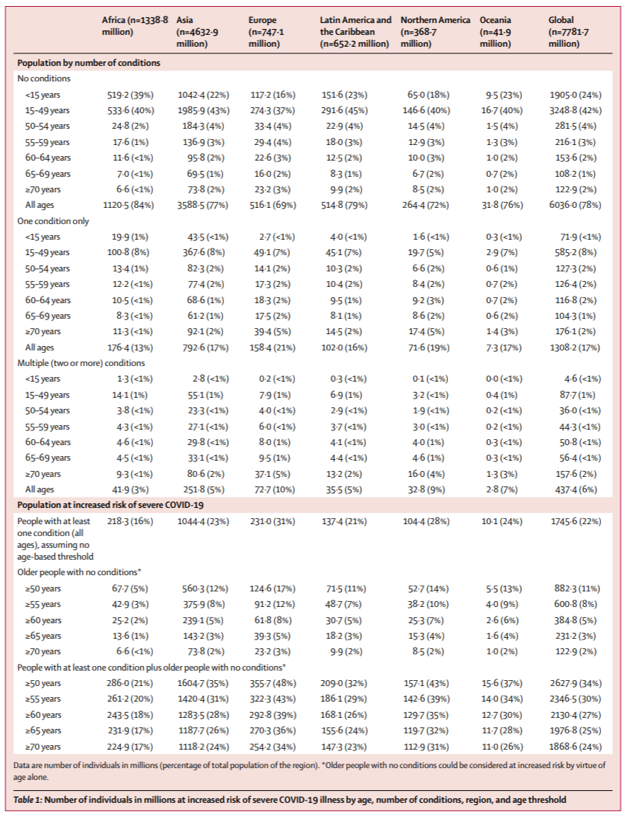 Africa (n=1338·8 million) Asia (n=4632·9 million) Europe (n=747·1 million) Latin America and the Caribbean (n=652·2 million) Northern America (n=368·7 million) Oceania (n=41·9 million) Global (n=7781·7 million)
Population by number of conditions
No conditions
<15 years 519·2 (39%) 1042·4 (22%) 117·2 (16%) 151·6 (23%) 65·0 (18%) 9·5 (23%) 1905·0 (24%)
15–49 years 533·6 (40%) 1985·9 (43%) 274·3 (37%) 291·6 (45%) 146·6 (40%) 16·7 (40%) 3248·8 (42%)
50–54 years 24·8 (2%) 184·3 (4%) 33·4 (4%) 22·9 (4%) 14·5 (4%) 1·5 (4%) 281·5 (4%)
55–59 years 17·6 (1%) 136·9 (3%) 29·4 (4%) 18·0 (3%) 12·9 (3%) 1·3 (3%) 216·1 (3%)
60–64 years 11·6 (<1%) 95·8 (2%) 22·6 (3%) 12·5 (2%) 10·0 (3%) 1·0 (2%) 153·6 (2%)
65–69 years 7·0 (<1%) 69·5 (1%) 16·0 (2%) 8·3 (1%) 6·7 (2%) 0·7 (2%) 108·2 (1%)
≥70 years 6·6 (<1%) 73·8 (2%) 23·2 (3%) 9·9 (2%) 8·5 (2%) 1·0 (2%) 122·9 (2%)
All ages 1120·5 (84%) 3588·5 (77%) 516·1 (69%) 514·8 (79%) 264·4 (72%) 31·8 (76%) 6036·0 (78%)
One condition only
<15 years 19·9 (1%) 43·5 (<1%) 2·7 (<1%) 4·0 (<1%) 1·6 (<1%) 0·3 (<1%) 71·9 (<1%)
15–49 years 100·8 (8%) 367·6 (8%) 49·1 (7%) 45·1 (7%) 19·7 (5%) 2·9 (7%) 585·2 (8%)
50–54 years 13·4 (1%) 82·3 (2%) 14·1 (2%) 10·3 (2%) 6·6 (2%) 0·6 (1%) 127·3 (2%)
55–59 years 12·2 (<1%) 77·4 (2%) 17·3 (2%) 10·4 (2%) 8·4 (2%) 0·7 (2%) 126·4 (2%)
60–64 years 10·5 (<1%) 68·6 (1%) 18·3 (2%) 9·5 (1%) 9·2 (3%) 0·7 (2%) 116·8 (2%)
65–69 years 8·3 (<1%) 61·2 (1%) 17·5 (2%) 8·1 (1%) 8·6 (2%) 0·6 (2%) 104·3 (1%)
≥70 years 11·3 (<1%) 92·1 (2%) 39·4 (5%) 14·5 (2%) 17·4 (5%) 1·4 (3%) 176·1 (2%)
All ages 176·4 (13%) 792·6 (17%) 158·4 (21%) 102·0 (16%) 71·6 (19%) 7·3 (17%) 1308·2 (17%)
Multiple (two or more) conditions
<15 years 1·3 (<1%) 2·8 (<1%) 0·2 (<1%) 0·3 (<1%) 0·1 (<1%) 0·0 (<1%) 4·6 (<1%)
15–49 years 14·1 (1%) 55·1 (1%) 7·9 (1%) 6·9 (1%) 3·2 (<1%) 0·4 (1%) 87·7 (1%)
50–54 years 3·8 (<1%) 23·3 (<1%) 4·0 (<1%) 2·9 (<1%) 1·9 (<1%) 0·2 (<1%) 36·0 (<1%)
55–59 years 4·3 (<1%) 27·1 (<1%) 6·0 (<1%) 3·7 (<1%) 3·0 (<1%) 0·2 (<1%) 44·3 (<1%)
60–64 years 4·6 (<1%) 29·8 (<1%) 8·0 (1%) 4·1 (<1%) 4·0 (1%) 0·3 (<1%) 50·8 (<1%)
65–69 years 4·5 (<1%) 33·1 (<1%) 9·5 (1%) 4·4 (<1%) 4·6 (1%) 0·3 (<1%) 56·4 (<1%)
≥70 years 9·3 (<1%) 80·6 (2%) 37·1 (5%) 13·2 (2%) 16·0 (4%) 1·3 (3%) 157·6 (2%)
All ages 41·9 (3%) 251·8 (5%) 72·7 (10%) 35·5 (5%) 32·8 (9%) 2·8 (7%) 437·4 (6%)
Population at increased risk of severe COVID-19
People with at least one condition (all ages), assuming no age-based threshold 218·3 (16%) 1044·4 (23%) 231·0 (31%) 137·4 (21%) 104·4 (28%) 10·1 (24%) 1745·6 (22%)
Older people with no conditions*
≥50 years 67·7 (5%) 560·3 (12%) 124·6 (17%) 71·5 (11%) 52·7 (14%) 5·5 (13%) 882·3 (11%)
≥55 years 42·9 (3%) 375·9 (8%) 91·2 (12%) 48·7 (7%) 38·2 (10%) 4·0 (9%) 600·8 (8%)
≥60 years 25·2 (2%) 239·1 (5%) 61·8 (8%) 30·7 (5%) 25·3 (7%) 2·6 (6%) 384·8 (5%)
≥65 years 13·6 (1%) 143·2 (3%) 39·3 (5%) 18·2 (3%) 15·3 (4%) 1·6 (4%) 231·2 (3%)
≥70 years 6·6 (<1%) 73·8 (2%) 23·2 (3%) 9·9 (2%) 8·5 (2%) 1·0 (2%) 122·9 (2%)
People with at least one condition plus older people with no conditions*
≥50 years 286·0 (21%) 1604·7 (35%) 355·7 (48%) 209·0 (32%) 157·1 (43%) 15·6 (37%) 2627·9 (34%)
≥55 years 261·2 (20%) 1420·4 (31%) 322·3 (43%) 186·1 (29%) 142·6 (39%) 14·0 (34%) 2346·5 (30%)
≥60 years 243·5 (18%) 1283·5 (28%) 292·8 (39%) 168·1 (26%) 129·7 (35%) 12·7 (30%) 2130·4 (27%)
≥65 years 231·9 (17%) 1187·7 (26%) 270·3 (36%) 155·6 (24%) 119·7 (32%) 11·7 (28%) 1976·8 (25%)
≥70 years 224·9 (17%) 1118·2 (24%) 254·2 (34%) 147·3 (23%) 112·9 (31%) 11·0 (26%) 1868·6 (24%)
Data are number of individuals in millions (percentage of total population of the region). *Older people with no conditions could be considered at increased risk by virtue of
age alone.
Table 1: Number of individuals in millions at increased risk of severe COVID-19 illness by age, number of conditions, region, and age threshold